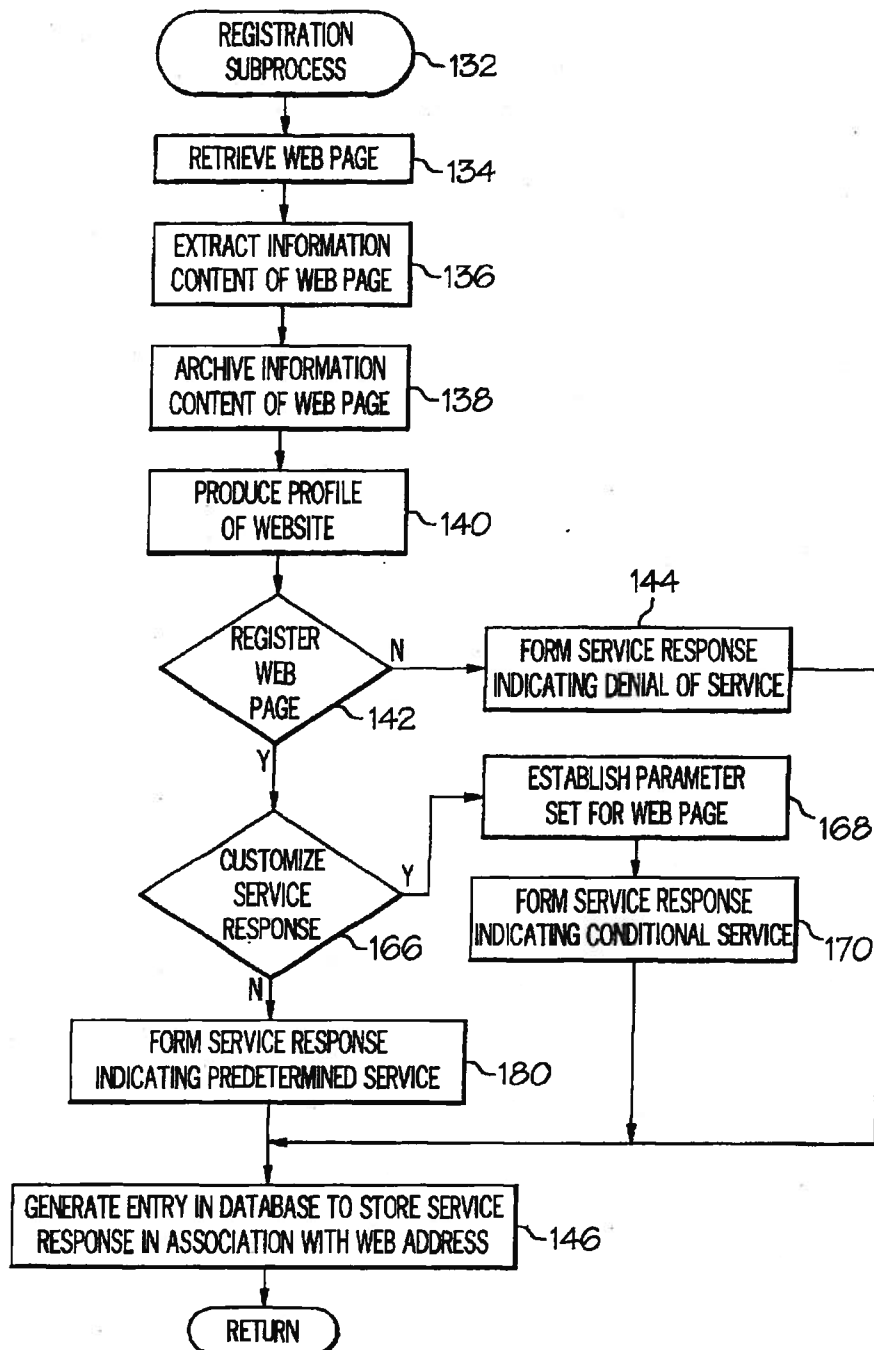 REGISTRATION
SUBPROCESS
132
RETRIEVE WEB PAGE
134
EXTRACT INFORMATION
CONTENT OF WEB PAGE
136
ARCHIVE INFORMATION
CONTENT OF WEB PAGE
138
PRODUCE PROFILE
OF WEBSITE
140
REGISTER
WEB
PAGE
142
N
144
FORM SERVICE RESPONSE
INDICATING DENIAL OF SERVICE
Y
CUSTOMIZE
SERVICE
RESPONSE
166
Y
ESTABLISH PARAMETER
SET FOR WEB PAGE
168
FORM SERVICE RESPONSE
INDICATING CONDITIONAL SERVICE
170
N
FORM SERVICE RESPONSE
INDICATING PREDETERMINED SERVICE
180
GENERATE ENTRY IN DATABASE TO STORE SERVICE
RESPONSE IN ASSOCIATION WITH WEB ADDRESS
146
RETURN